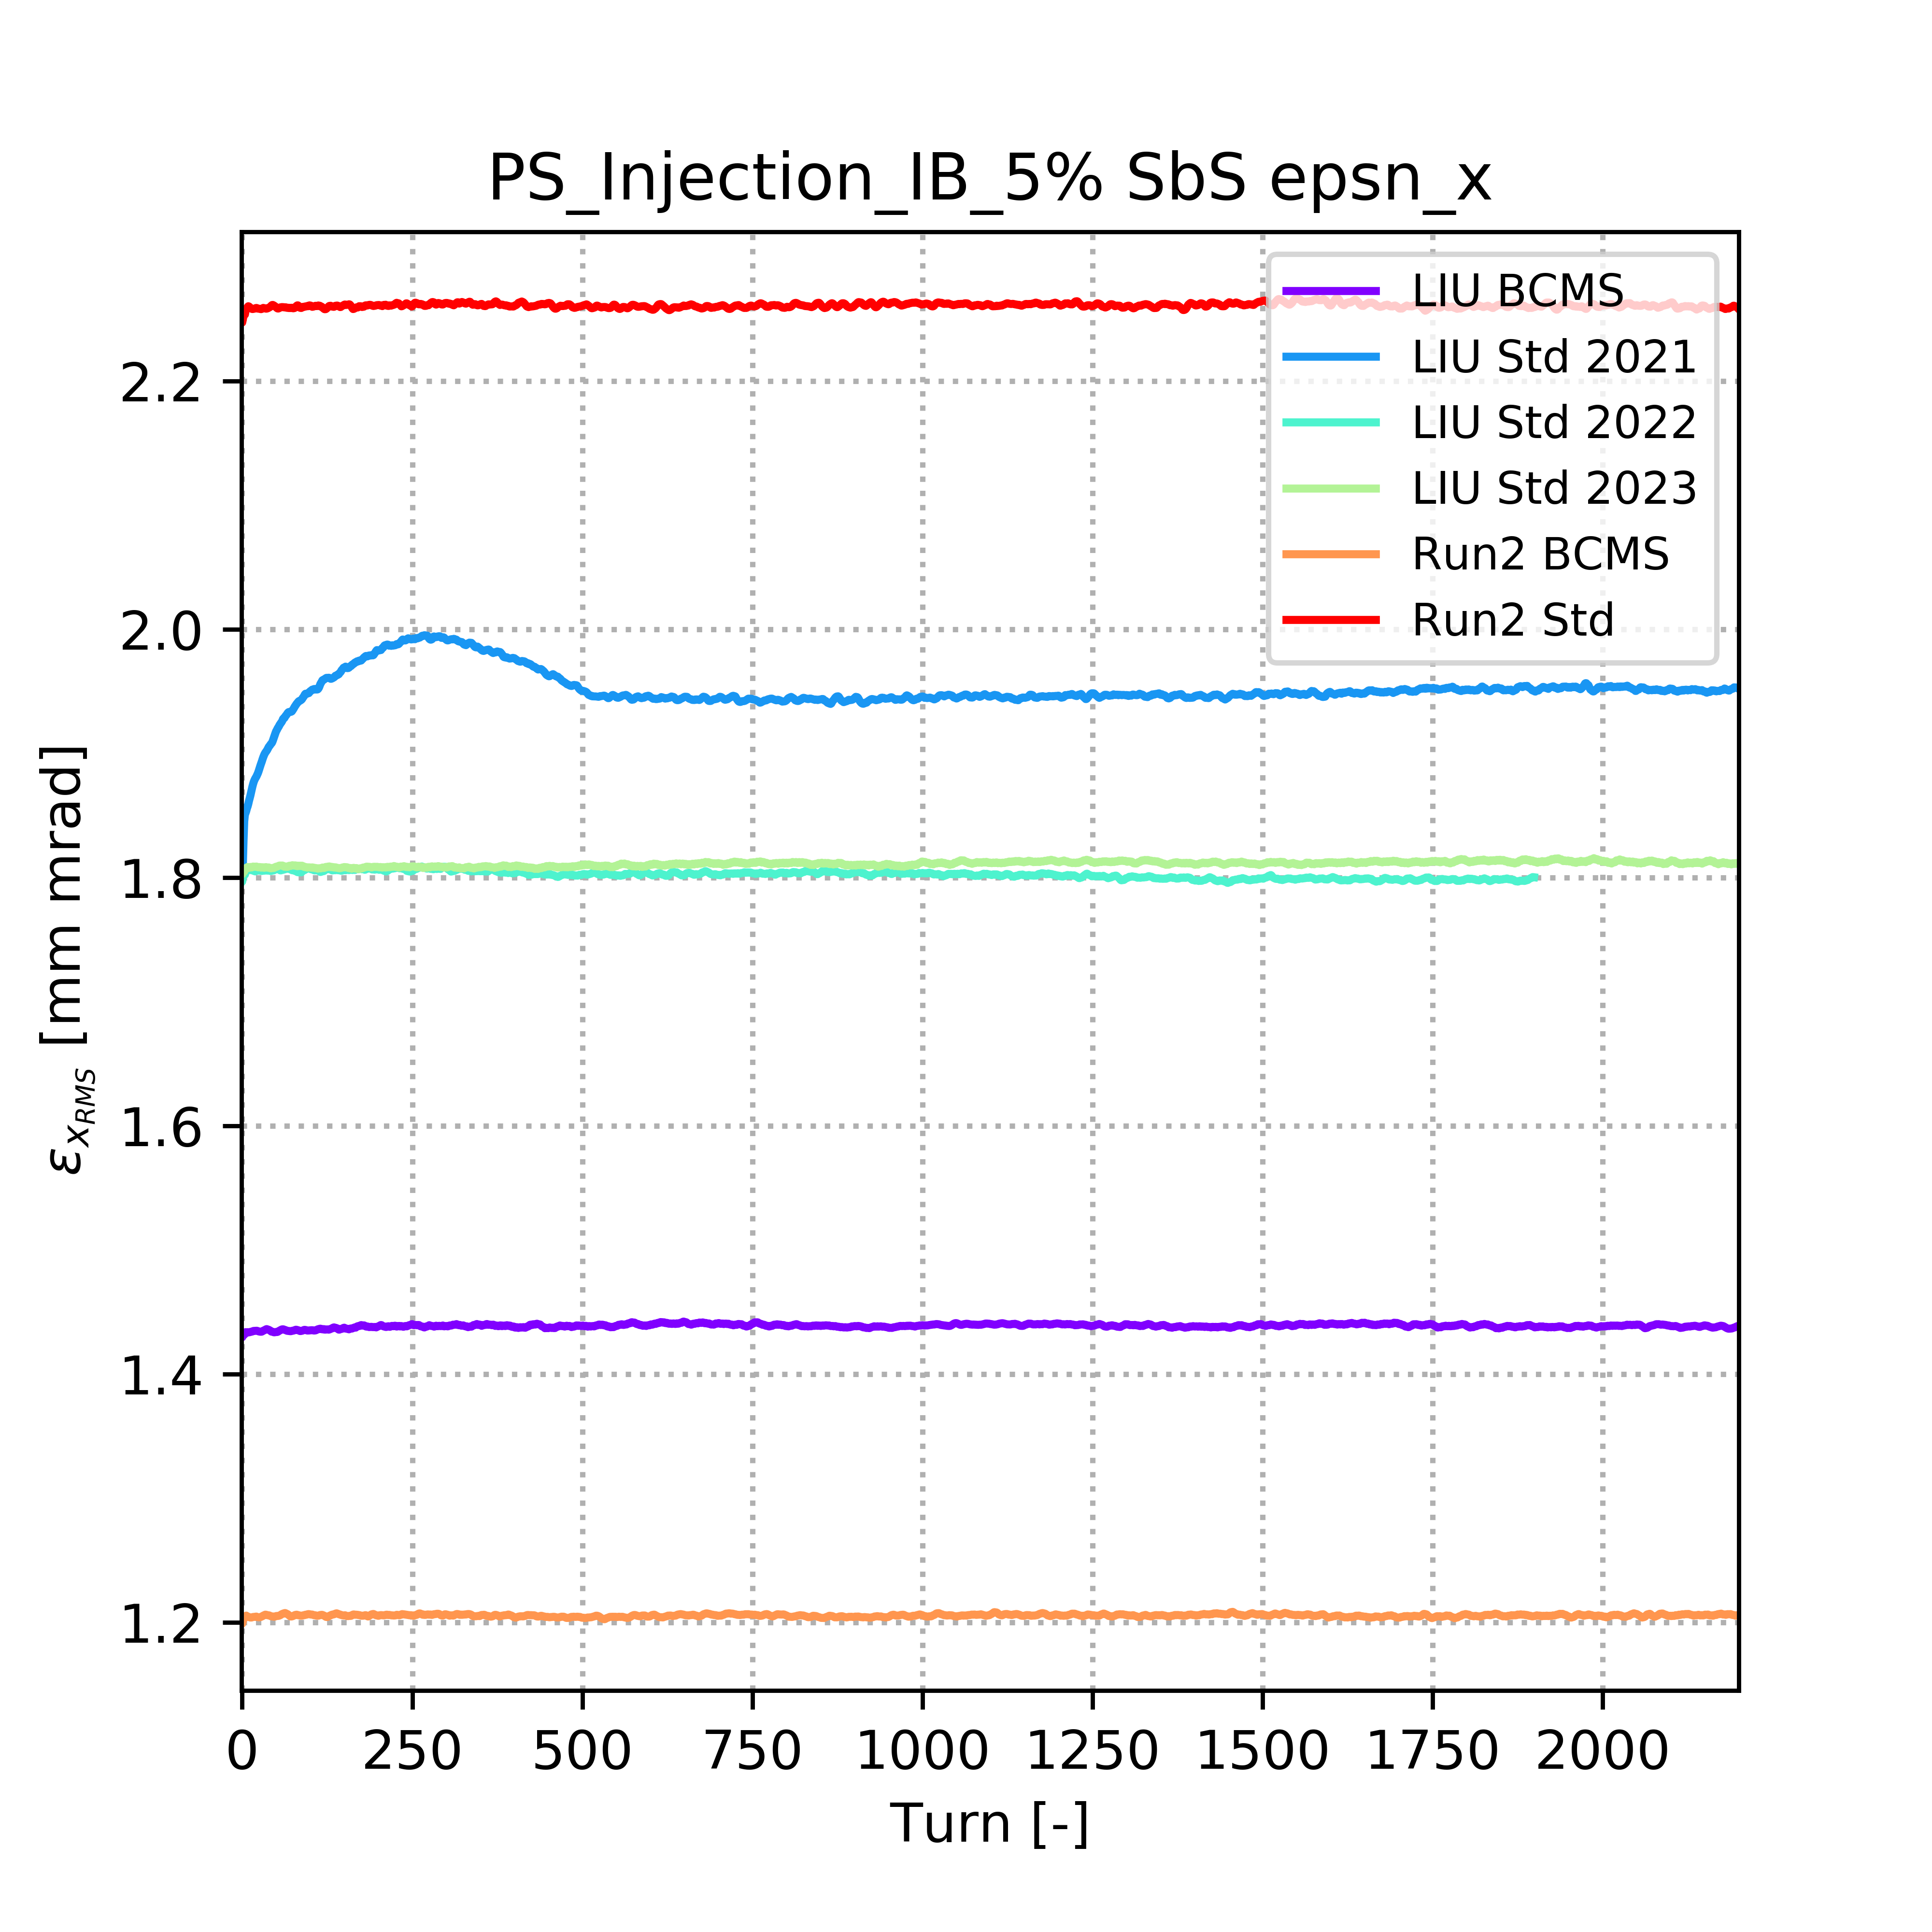 PS_Injection_IB_5% SbS epsn_x
LIU BCMS
LIU Std 2021
LIU Std 2022
LIU Std 2023
Run2 BCMS
Run2 Std
2.2
2.0
1.8
1.6
1.4
1.2
ε_{x_{RMS}} [mm mrad]
0 250 500 750 1000 1250 1500 1750 2000
Turn [-]